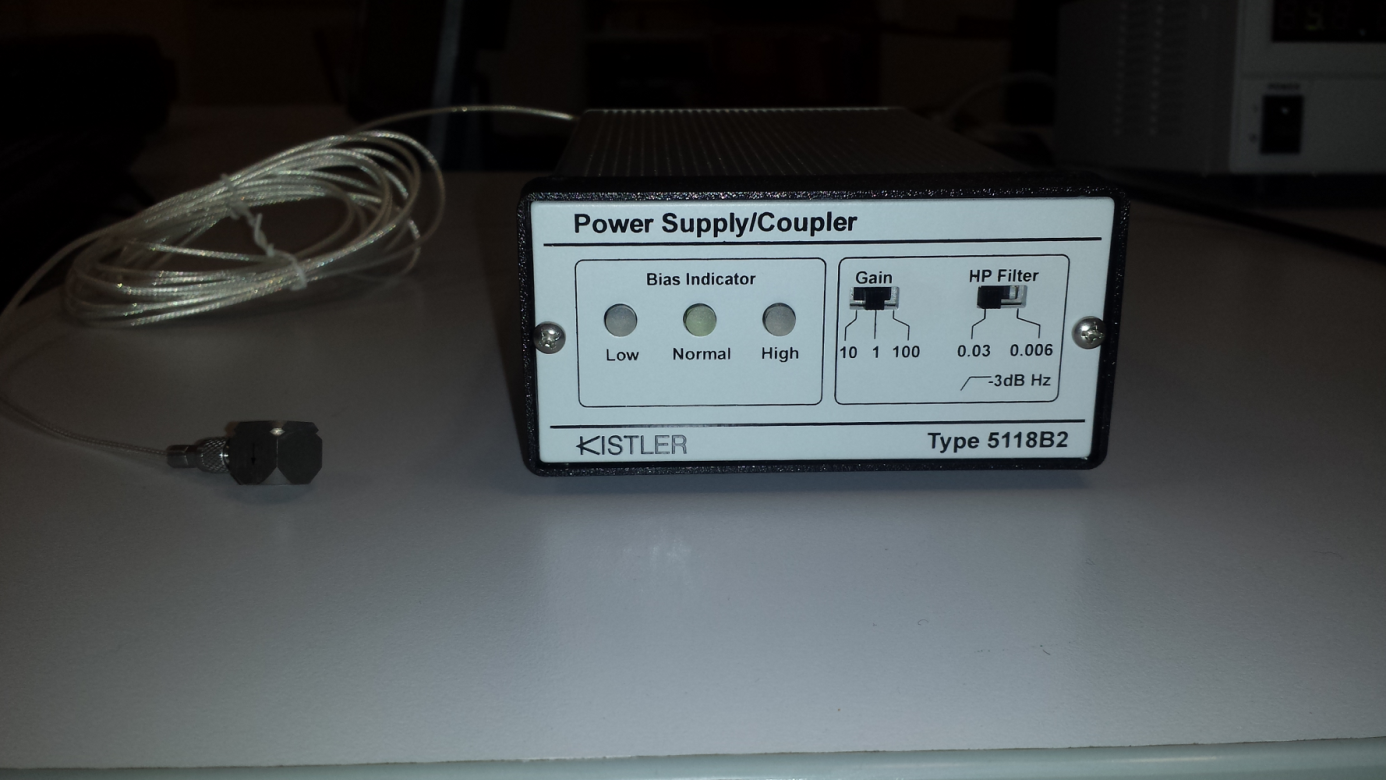 Power Supply/Coupler
Bias Indicator
Low Normal High
Gain
10 1 100
HP Filter
0.03 0.006
-3dB Hz
KISTLER
Type 5118B2
POWER